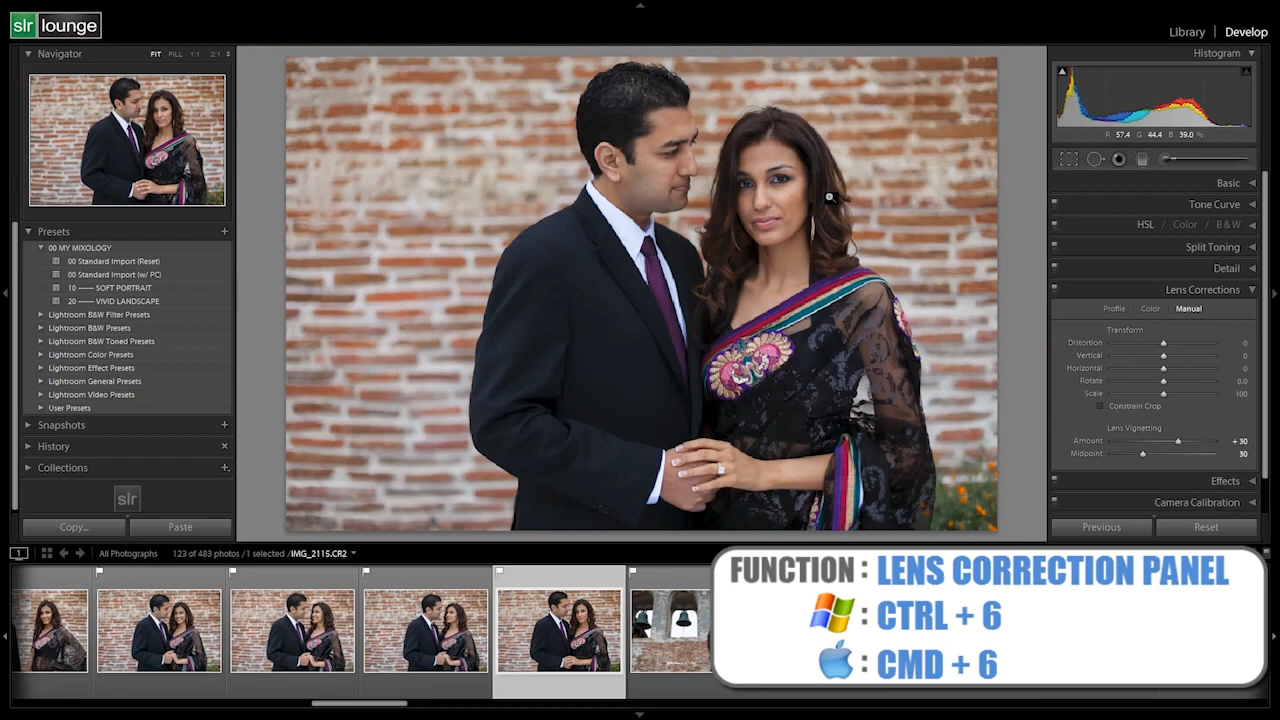 slr lounge
Library | Develop
Navigator FIT FILL 1:1 2:1
Histogram
R 57.4 G 44.4 B 39.0 %
Basic
Tone Curve
HSL / Color / B & W
Split Toning
Detail
Lens Corrections
Profile Color Manual
Transform
Distortion 0
Vertical 0
Horizontal 0
Rotate 0.0
Scale 100
Constrain Crop
Lens Vignetting
Amount + 30
Midpoint 30
Effects
Camera Calibration
Previous Reset
Presets +
00 MY MIXOLOGY
00 Standard Import (Reset)
00 Standard Import (w/ PC)
10 ------ SOFT PORTRAIT
20 ------ VIVID LANDSCAPE
Lightroom B&W Filter Presets
Lightroom B&W Presets
Lightroom B&W Toned Presets
Lightroom Color Presets
Lightroom Effect Presets
Lightroom General Presets
Lightroom Video Presets
User Presets
Snapshots +
History ×
Collections +
slr
Copy... Paste
1 All Photographs 123 of 483 photos /1 selected /IMG_2115.CR2
FUNCTION : LENS CORRECTION PANEL
: CTRL + 6
: CMD + 6